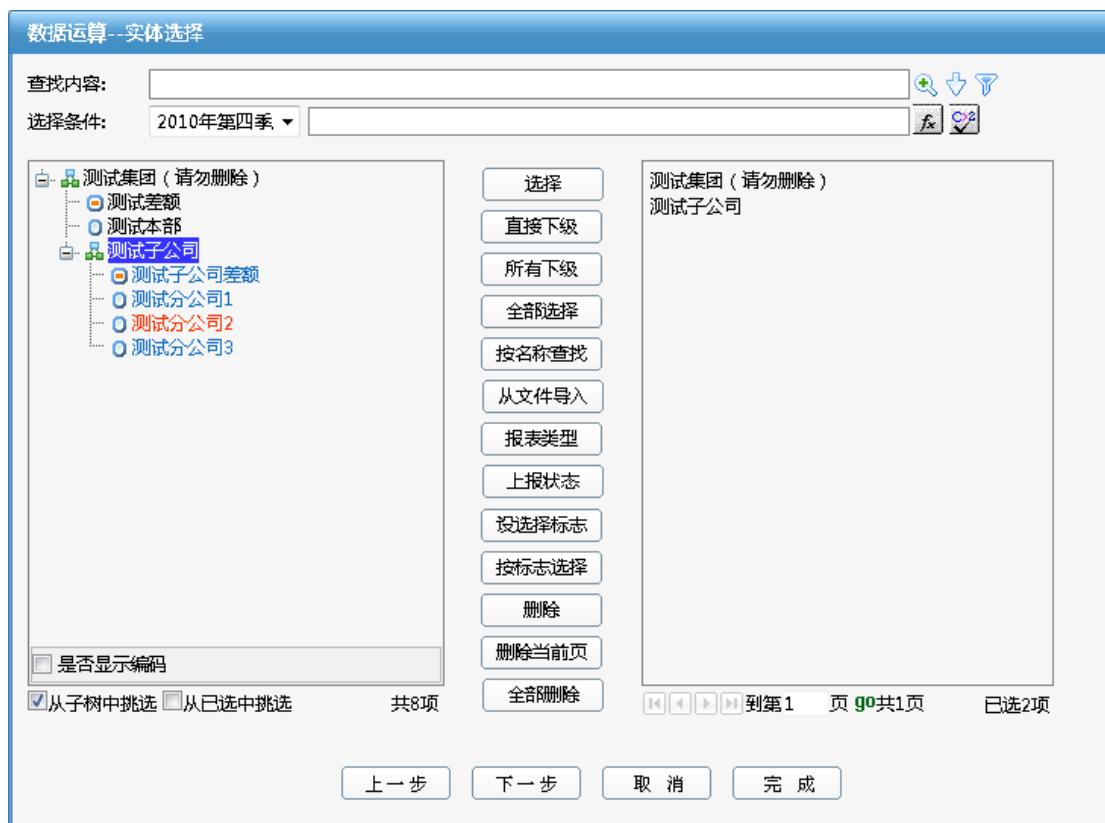 数据运算--实体选择
查找内容:
选择条件: 2010年第四季
测试集团（请勿删除）
测试差额
测试本部
测试子公司
测试子公司差额
测试分公司1
测试分公司2
测试分公司3
是否显示编码
从子树中挑选 从已选中挑选 共8项
选择
直接下级
所有下级
全部选择
按名称查找
从文件导入
报表类型
上报状态
设选择标志
按标志选择
删除
删除当前页
全部删除
测试集团（请勿删除）
测试子公司
到第1 页 go共1页 已选2项
上一步 下一步 取 消 完 成